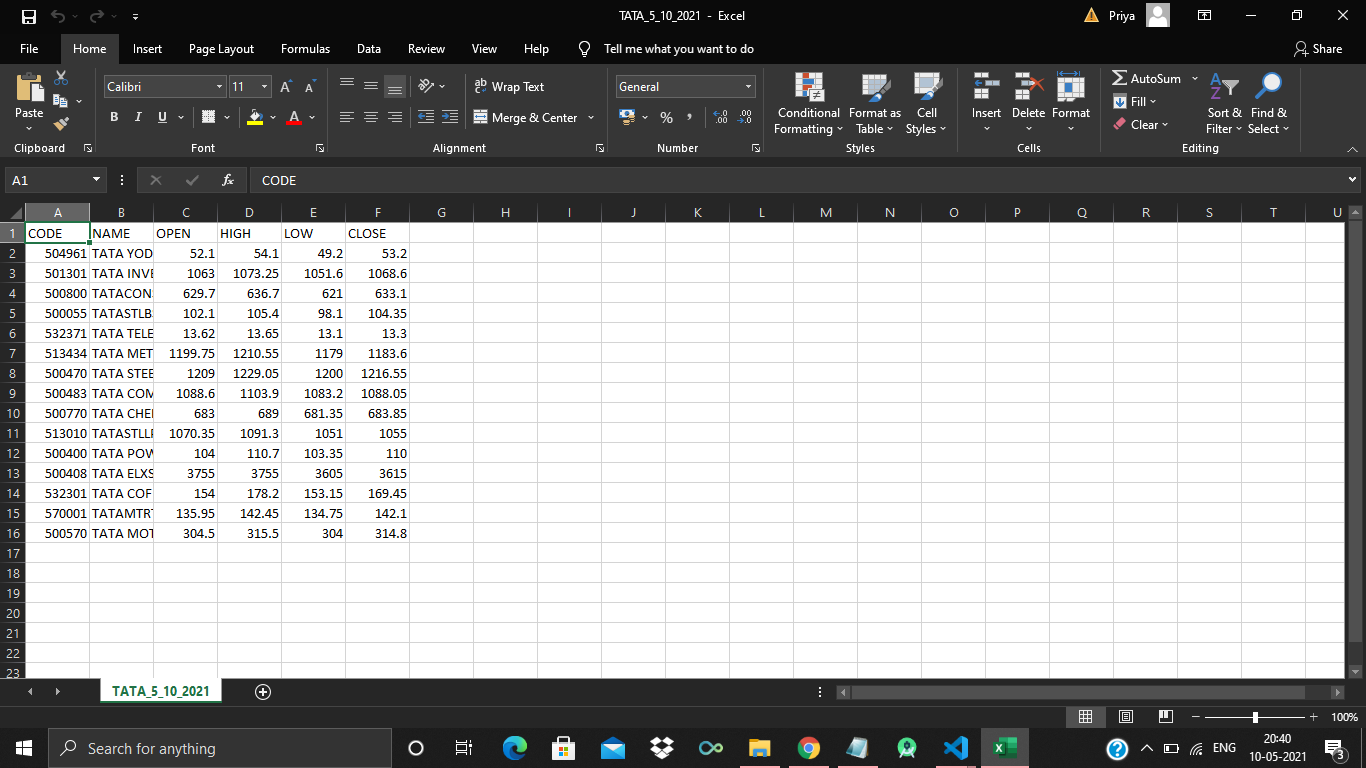 TATA_5_10_2021 - Excel
Priya
File Home Insert Page Layout Formulas Data Review View Help Tell me what you want to do Share
Paste
Clipboard
Calibri 11
B I U
Font
Wrap Text
Merge & Center
Alignment
General
Number
Conditional Formatting
Format as Table
Cell Styles
Styles
Insert Delete Format
Cells
AutoSum
Fill
Clear
Sort & Filter
Find & Select
Editing
A1 fx CODE
A B C D E F G H I J K L M N O P Q R S T U
1 CODE NAME OPEN HIGH LOW CLOSE
2 504961 TATA YOD 52.1 54.1 49.2 53.2
3 501301 TATA INVE 1063 1073.25 1051.6 1068.6
4 500800 TATACON 629.7 636.7 621 633.1
5 500055 TATASTLB 102.1 105.4 98.1 104.35
6 532371 TATA TELE 13.62 13.65 13.1 13.3
7 513434 TATA MET 1199.75 1210.55 1179 1183.6
8 500470 TATA STEE 1209 1229.05 1200 1216.55
9 500483 TATA COM 1088.6 1103.9 1083.2 1088.05
10 500770 TATA CHE 683 689 681.35 683.85
11 513010 TATASTLL 1070.35 1091.3 1051 1055
12 500400 TATA POW 104 110.7 103.35 110
13 500408 TATA ELXS 3755 3755 3605 3615
14 532301 TATA COF 154 178.2 153.15 169.45
15 570001 TATAMTR 135.95 142.45 134.75 142.1
16 500570 TATA MOT 304.5 315.5 304 314.8
17
18
19
20
21
22
23
TATA_5_10_2021
100%
Search for anything
ENG
20:40
10-05-2021
3